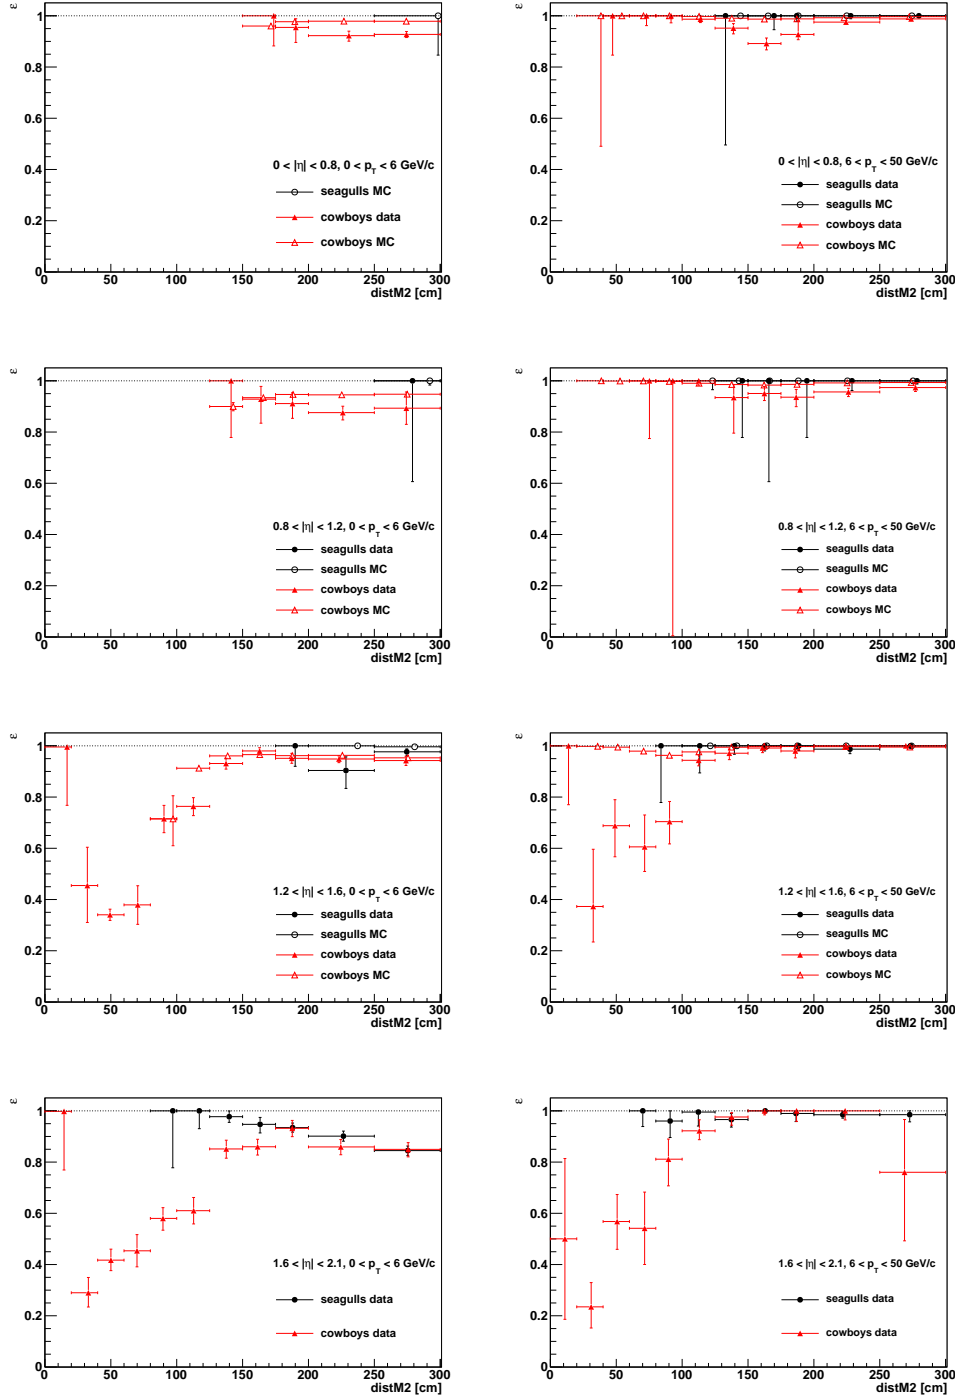 ε
1
0.8
0.6
0.4
0.2
0
0 < |η| < 0.8, 0 < p_T < 6 GeV/c
seagulls MC
cowboys data
cowboys MC
0 50 100 150 200 250 300
distM2 [cm]
ε
1
0.8
0.6
0.4
0.2
0
0 < |η| < 0.8, 6 < p_T < 50 GeV/c
seagulls data
seagulls MC
cowboys data
cowboys MC
0 50 100 150 200 250 300
distM2 [cm]
ε
1
0.8
0.6
0.4
0.2
0
0.8 < |η| < 1.2, 0 < p_T < 6 GeV/c
seagulls data
seagulls MC
cowboys data
cowboys MC
0 50 100 150 200 250 300
distM2 [cm]
ε
1
0.8
0.6
0.4
0.2
0
0.8 < |η| < 1.2, 6 < p_T < 50 GeV/c
seagulls data
seagulls MC
cowboys data
cowboys MC
0 50 100 150 200 250 300
distM2 [cm]
ε
1
0.8
0.6
0.4
0.2
0
1.2 < |η| < 1.6, 0 < p_T < 6 GeV/c
seagulls data
seagulls MC
cowboys data
cowboys MC
0 50 100 150 200 250 300
distM2 [cm]
ε
1
0.8
0.6
0.4
0.2
0
1.2 < |η| < 1.6, 6 < p_T < 50 GeV/c
seagulls data
seagulls MC
cowboys data
cowboys MC
0 50 100 150 200 250 300
distM2 [cm]
ε
1
0.8
0.6
0.4
0.2
0
1.6 < |η| < 2.1, 0 < p_T < 6 GeV/c
seagulls data
cowboys data
0 50 100 150 200 250 300
distM2 [cm]
ε
1
0.8
0.6
0.4
0.2
0
1.6 < |η| < 2.1, 6 < p_T < 50 GeV/c
seagulls data
cowboys data
0 50 100 150 200 250 300
distM2 [cm]